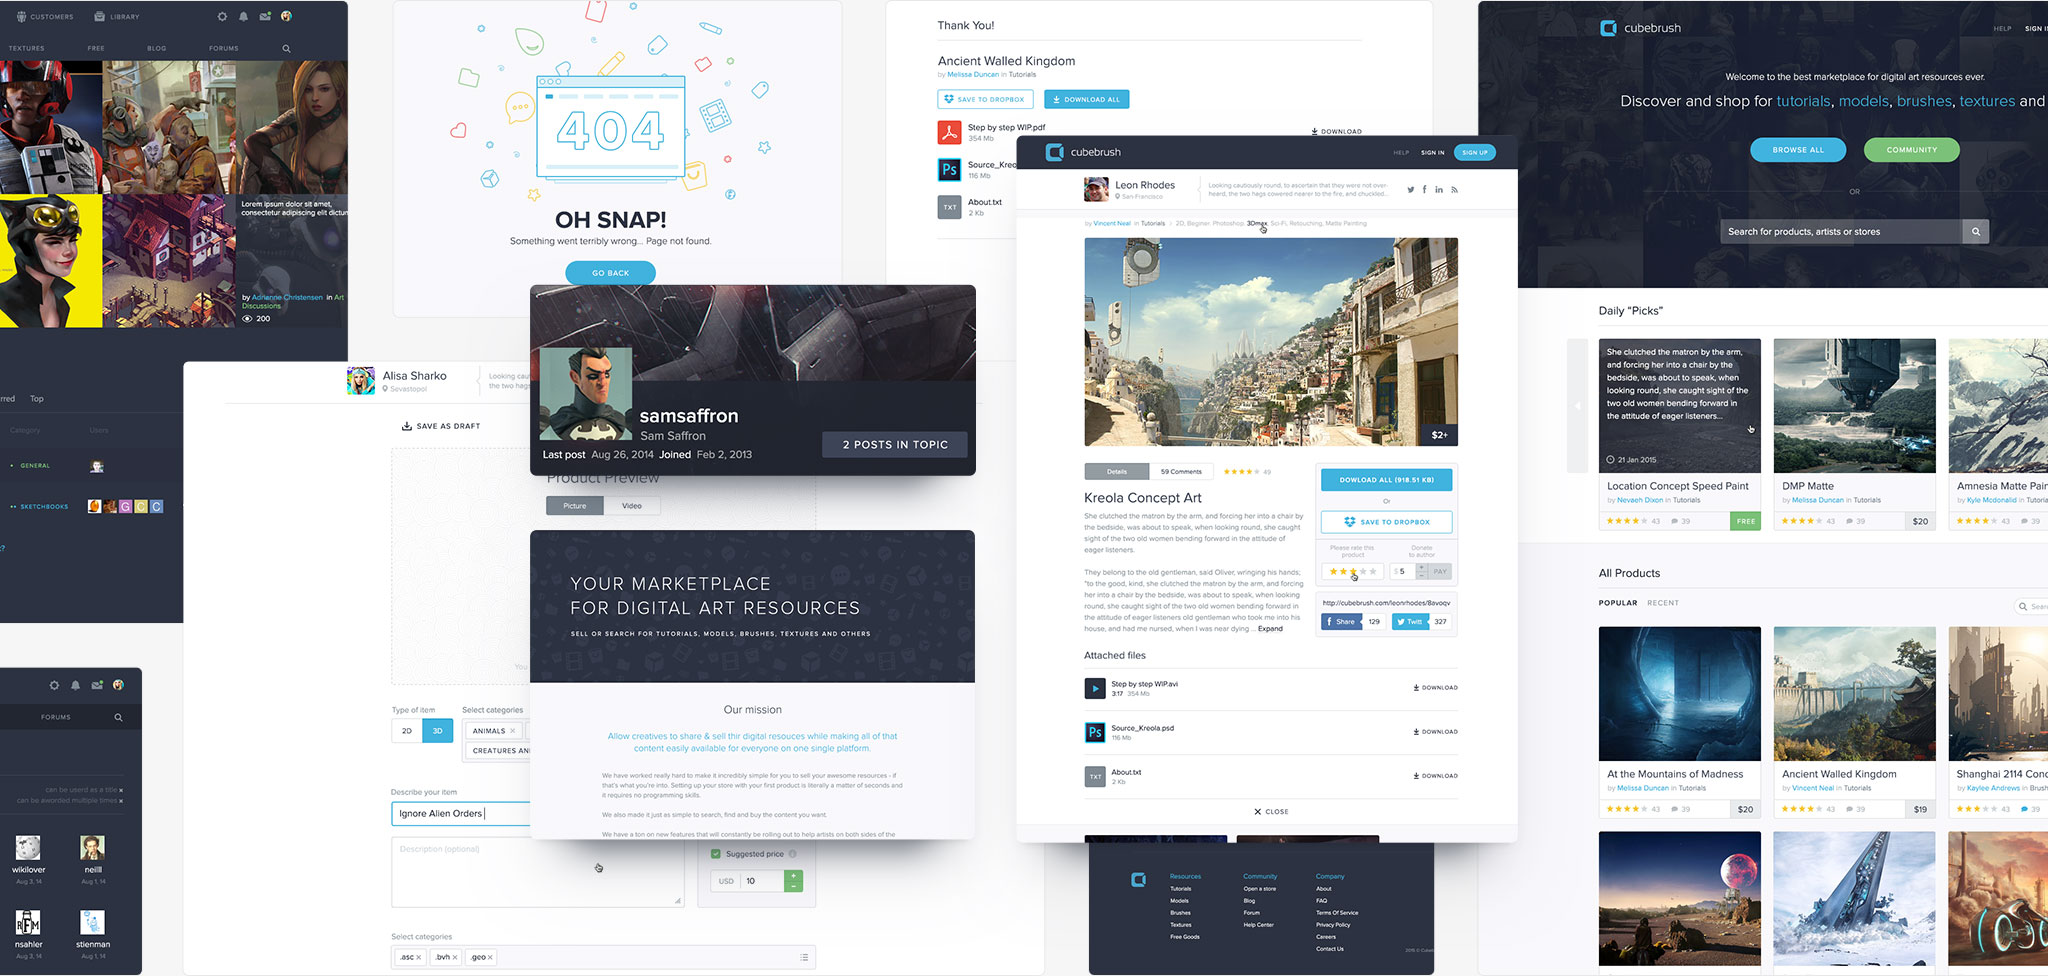 CUSTOMERS
LIBRARY
TEXTURES
FREE
BLOG
FORUMS
Lorem ipsum dolor sit amet,
consectetur adipiscing elit dictum
by Adrienne Christensen in Art
Discussions
200
Top
Category
Users
GENERAL
SKETCHBOOKS
G C C
FORUMS
can be userd as a title ×
can be aworded multiple times ×
wikilover
Aug 3, 14
neilll
Aug 1, 14
RFM
nsahler
Aug 3, 14
stienman
Aug 1, 14
404
OH SNAP!
Something went terribly wrong... Page not found.
GO BACK
Alisa Sharko
Sevastopol
Looking
the two hags
SAVE AS DRAFT
Product Preview
Picture
Video
You
Type of item
2D
3D
Select categories
ANIMALS ×
CREATURES
Describe your item
Ignore Alien Orders
Description (optional)
Suggested price
USD
10
Select categories
.asc ×
.bvh ×
.geo ×
samsaffron
Sam Saffron
Last post Aug 26, 2014 Joined Feb 2, 2013
2 POSTS IN TOPIC
YOUR MARKETPLACE
FOR DIGITAL ART RESOURCES
SELL OR SEARCH FOR TUTORIALS, MODELS, BRUSHES, TEXTURES AND OTHERS
Our mission
Allow creatives to share & sell thir digital resouces while making all of that
content easily available for everyone on one single platform.
We have worked really hard to make it incredibly simple for you to sell your awesome resources - if
that's what you're into. Setting up your store with your first product is literally a matter of seconds and
it requires no programming skills.
We also made it just as simple to search, find and buy the content you want.
We have a ton on new features that will constantly be rolling out to help artists on both sides of the
Thank You!
Ancient Walled Kingdom
by Melissa Duncan in Tutorials
SAVE TO DROPBOX
DOWNLOAD ALL
Step by step WIP.pdf
354 Mb
DOWNLOAD
Ps
Source_Kreo
116 Mb
TXT
About.txt
2 Kb
cubebrush
HELP
SIGN IN
SIGN UP
Leon Rhodes
San-Francisco
Looking cautiously round, to ascertain that they were not over-
heard, the two hags cowered nearer to the fire, and chuckled...
by Vincent Neal in Tutorials > 2D, Beginer, Photoshop, 3Dmax, Sci-Fi, Retouching, Matte Painting
$2+
Details
59 Comments
49
Kreola Concept Art
She clutched the matron by the arm, and forcing her into a chair by
the bedside, was about to speak, when looking round, she caught
sight of the two old women bending forward in the attitude of
eager listeners.
They belong to the old gentleman, said Oliver, wringing his hands;
"to the good, kind, she clutched the matron by the arm, and forcing
her into a chair by the bedside, was about to speak, when looking
round, she caught sight of the two old women bending forward in
the attitude of eager listeners old gentleman who took me into his
house, and had me nursed, when I was near dying ... Expand
DOWLOAD ALL (918.51 KB)
Or
SAVE TO DROPBOX
Please rate this
product
Donate
to author
$ 5
PAY
http://cubebrush.com/leonrhodes/8avoqv
Share
129
Twitt
327
Attached files
Step by step WIP.avi
3:17 354 Mb
DOWNLOAD
Ps
Source_Kreola.psd
116 Mb
DOWNLOAD
TXT
About.txt
2 Kb
DOWNLOAD
× CLOSE
Resources
Tutorials
Models
Brushes
Textures
Free Goods
Community
Open a store
Blog
Forum
Help Center
Company
About
FAQ
Terms Of Service
Privacy Policy
Careers
Contact Us
cubebrush
HELP
SIGN IN
Welcome to the best marketplace for digital art resources ever.
Discover and shop for tutorials, models, brushes, textures and
BROWSE ALL
COMMUNITY
OR
Search for products, artists or stores
Daily “Picks”
She clutched the matron by the arm,
and forcing her into a chair by the
bedside, was about to speak, when
looking round, she caught sight of the
two old women bending forward in
the attitude of eager listeners...
21 Jan 2015
Location Concept Speed Paint
by Nevaeh Dixon in Tutorials
43
39
FREE
DMP Matte
by Melissa Duncan in Tutorials
43
39
$20
Amnesia Matte Pain
by Kyle Mcdonalid in Tutoria
43
39
All Products
POPULAR
RECENT
At the Mountains of Madness
by Melissa Duncan in Tutorials
43
39
$20
Ancient Walled Kingdom
by Vincent Neal in Tutorials
43
39
$19
Shanghai 2114 Conc
by Kaylee Andrews in Brush
43
39